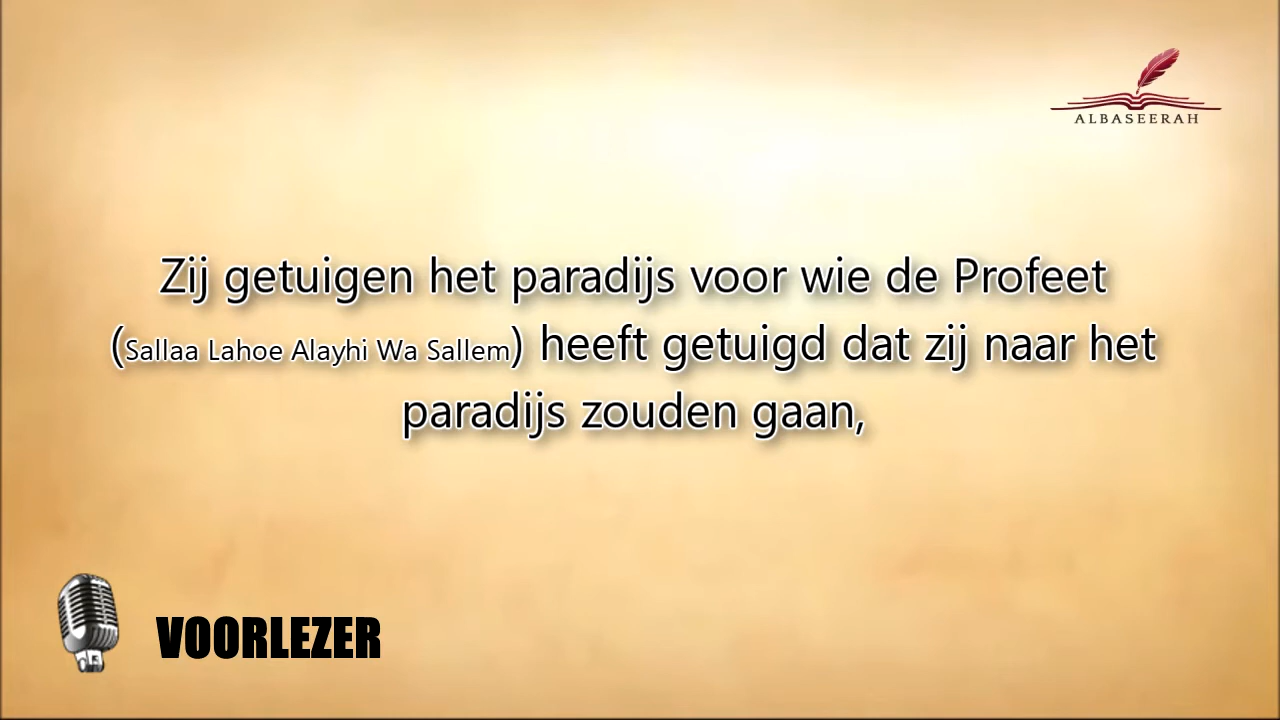 ALBASEERAH
Zij getuigen het paradijs voor wie de Profeet
(Sallaa Lahoe Alayhi Wa Sallem) heeft getuigd dat zij naar het
paradijs zouden gaan,
VOORLEZER